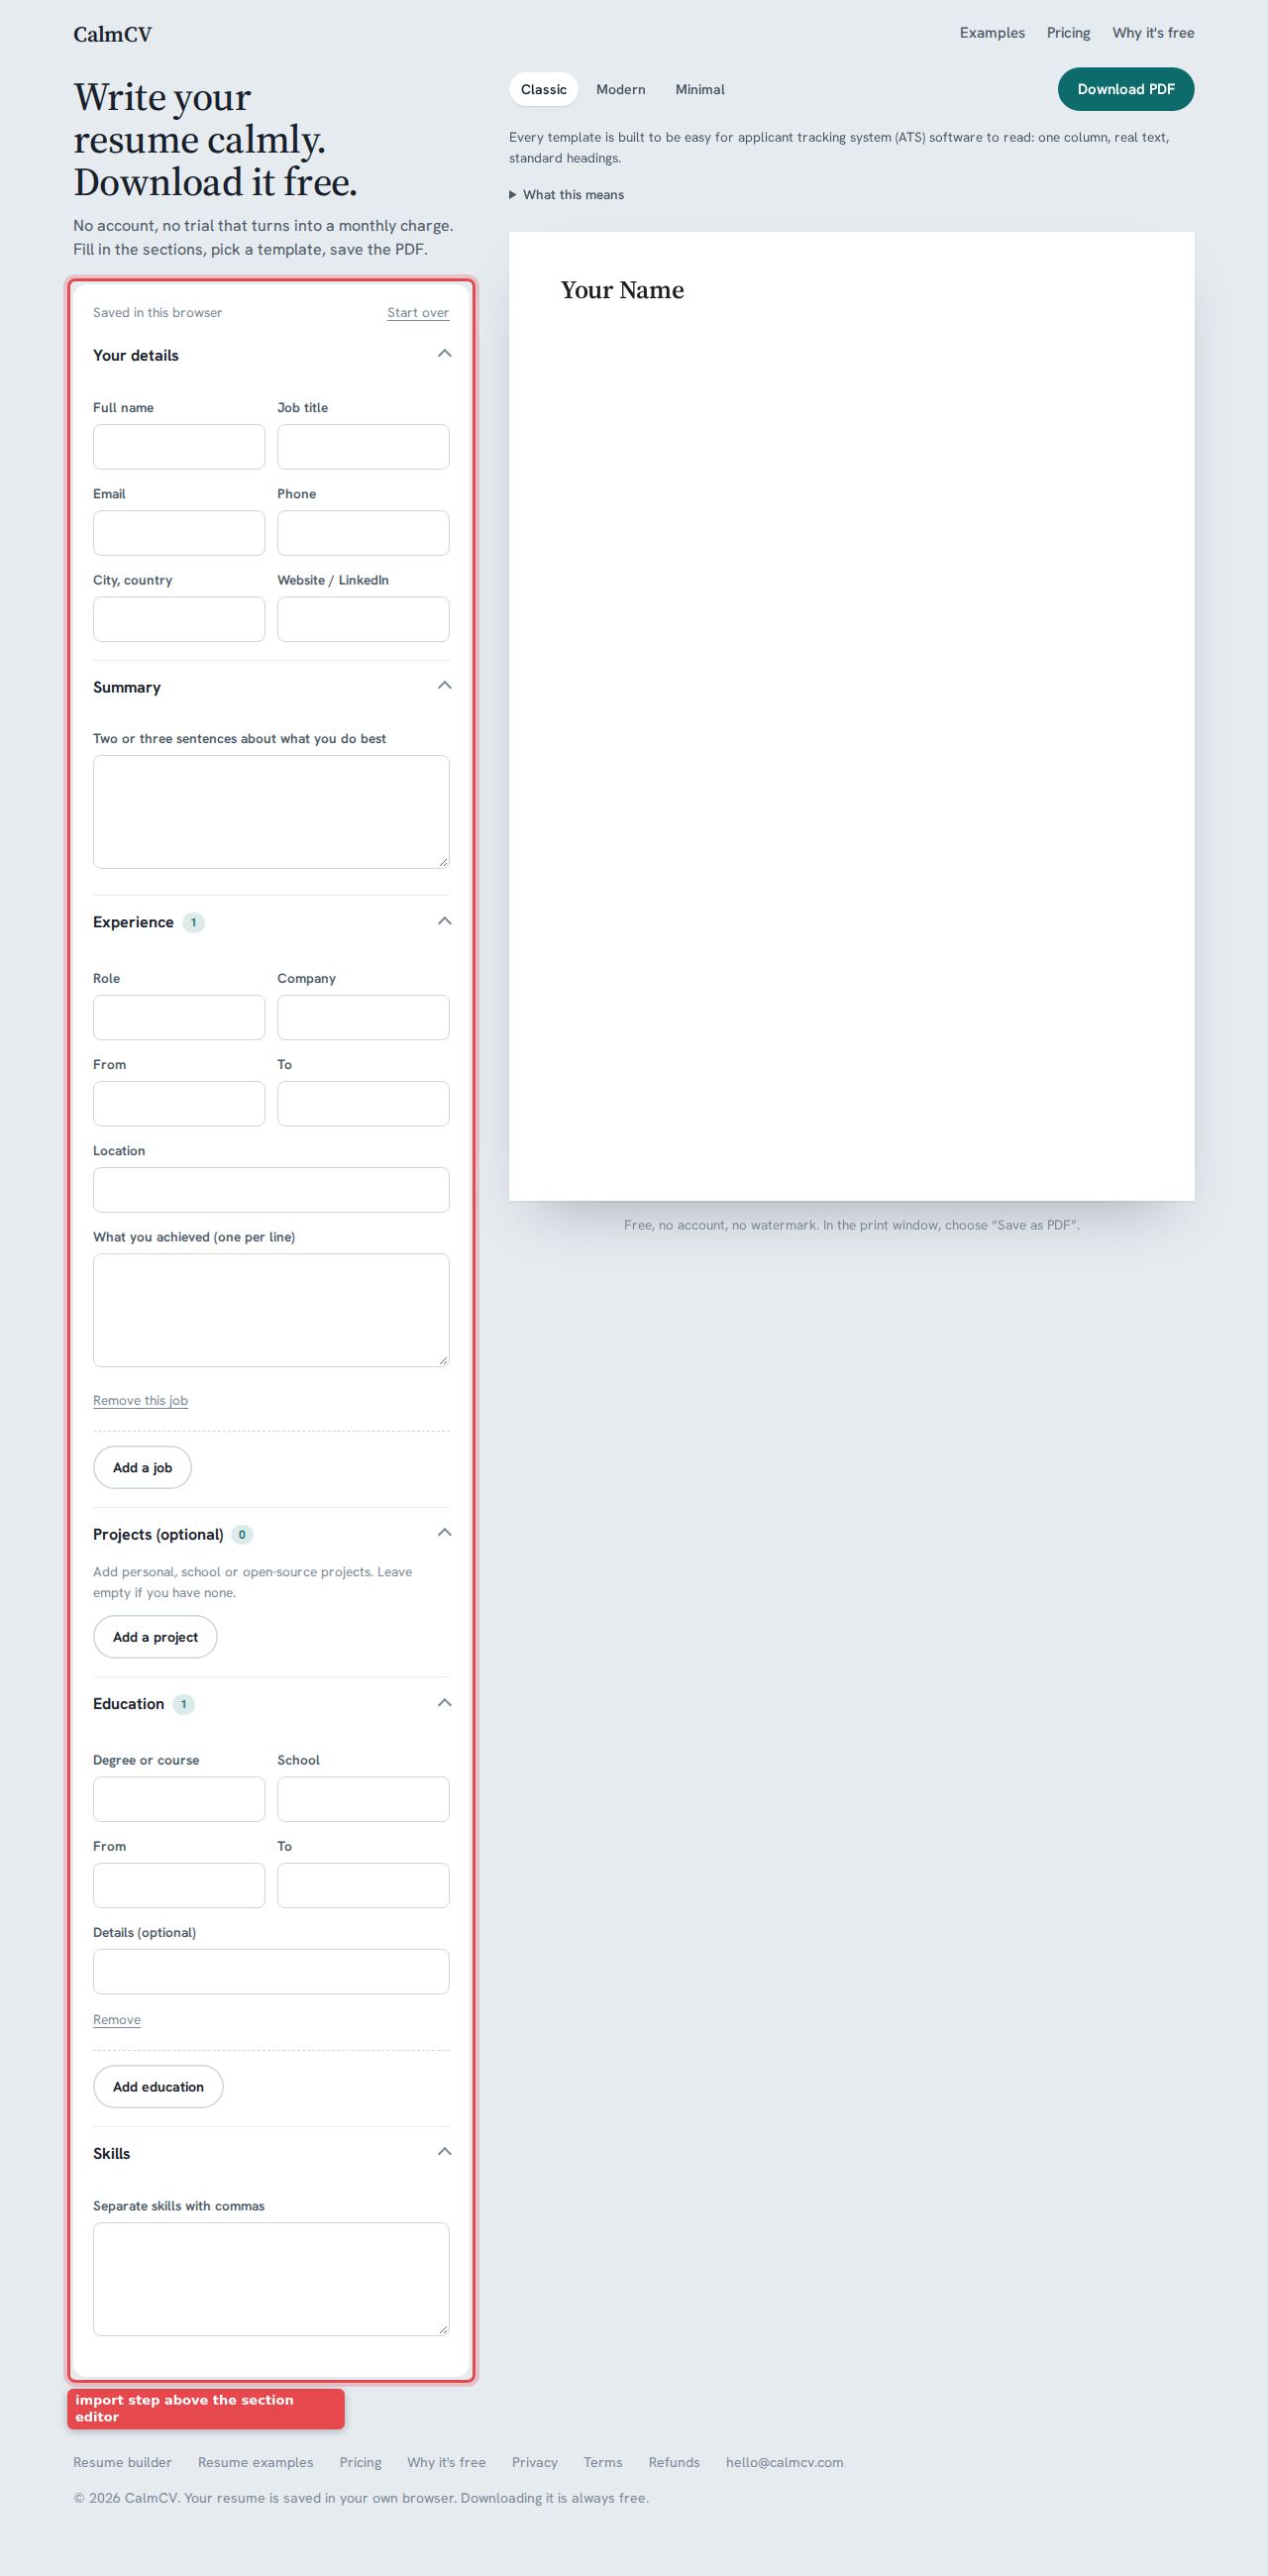 CalmCV
Examples
Pricing
Why it's free
Write your
resume calmly.
Download it free.
No account, no trial that turns into a monthly charge.
Fill in the sections, pick a template, save the PDF.
Saved in this browser
Start over
Your details
Full name
Job title
Email
Phone
City, country
Website / LinkedIn
Summary
Two or three sentences about what you do best
Experience 1
Role
Company
From
To
Location
What you achieved (one per line)
Remove this job
Add a job
Projects (optional) 0
Add personal, school or open-source projects. Leave
empty if you have none.
Add a project
Education 1
Degree or course
School
From
To
Details (optional)
Remove
Add education
Skills
Separate skills with commas
import step above the section
editor
Classic
Modern
Minimal
Download PDF
Every template is built to be easy for applicant tracking system (ATS) software to read: one column, real text,
standard headings.
What this means
Your Name
Free, no account, no watermark. In the print window, choose “Save as PDF”.
Resume builder
Resume examples
Pricing
Why it's free
Privacy
Terms
Refunds
hello@calmcv.com
© 2026 CalmCV. Your resume is saved in your own browser. Downloading it is always free.